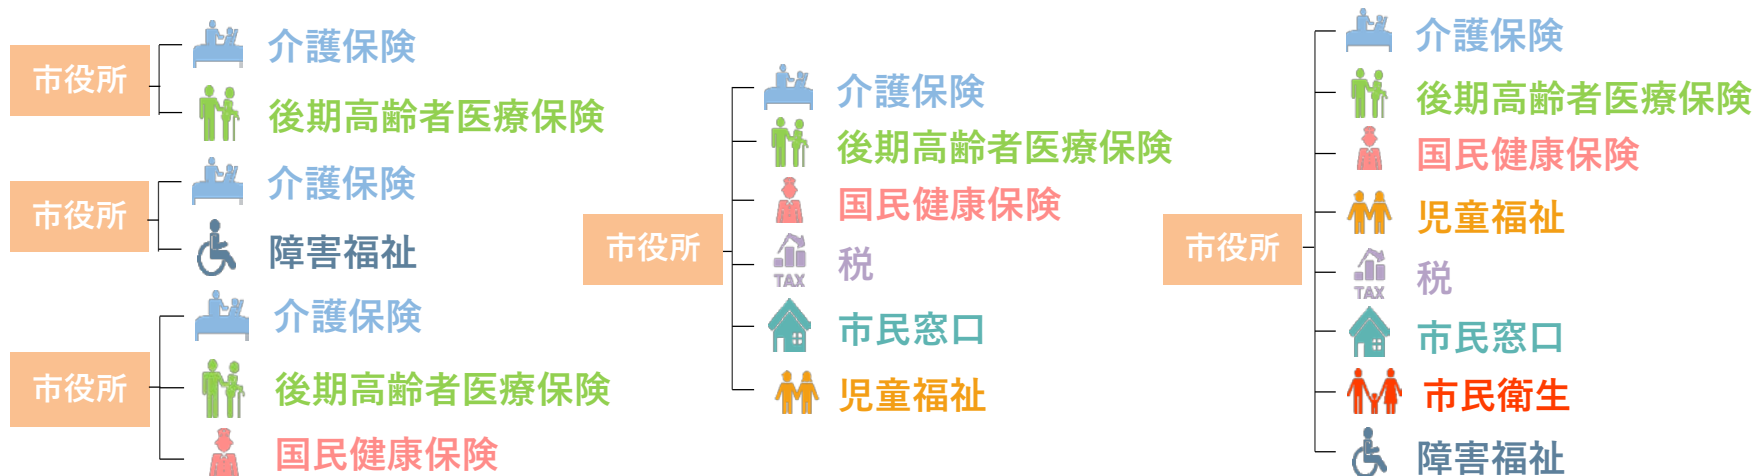 市役所
介護保険
後期高齢者医療保険
市役所
介護保険
障害福祉
市役所
介護保険
後期高齢者医療保険
国民健康保険
市役所
介護保険
後期高齢者医療保険
国民健康保険
TAX
税
市民窓口
児童福祉
市役所
介護保険
後期高齢者医療保険
国民健康保険
児童福祉
TAX
税
市民窓口
市民衛生
障害福祉